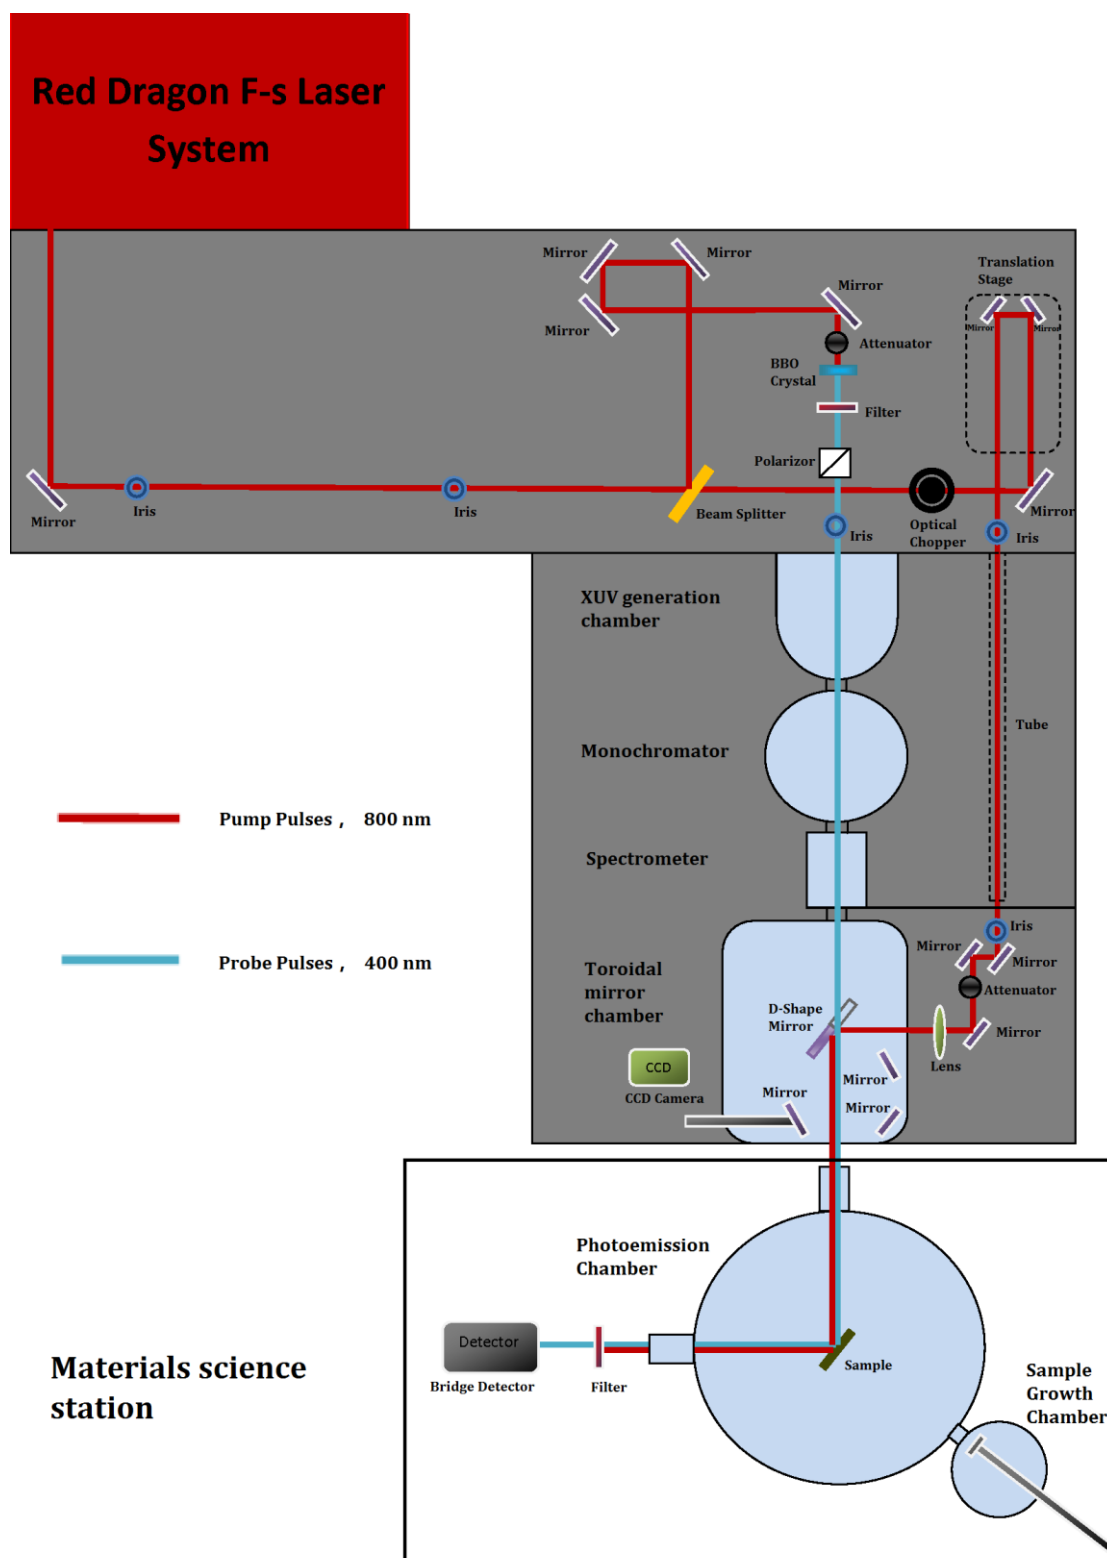 Red Dragon F-s Laser
System
Mirror
Mirror
Mirror
Mirror
Translation
Stage
Mirror
Mirror
Attenuator
BBO
Crystal
Filter
Polarizor
Mirror
Iris
Iris
Beam Splitter
Iris
Optical
Chopper
Mirror
Iris
XUV generation
chamber
Monochromator
Tube
Pump Pulses , 800 nm
Spectrometer
Probe Pulses , 400 nm
Iris
Mirror
Mirror
Toroidal
mirror
chamber
Attenuator
D-Shape
Mirror
Mirror
Lens
CCD
CCD Camera
Mirror
Mirror
Mirror
Photoemission
Chamber
Detector
Bridge Detector
Filter
Sample
Materials science
station
Sample
Growth
Chamber